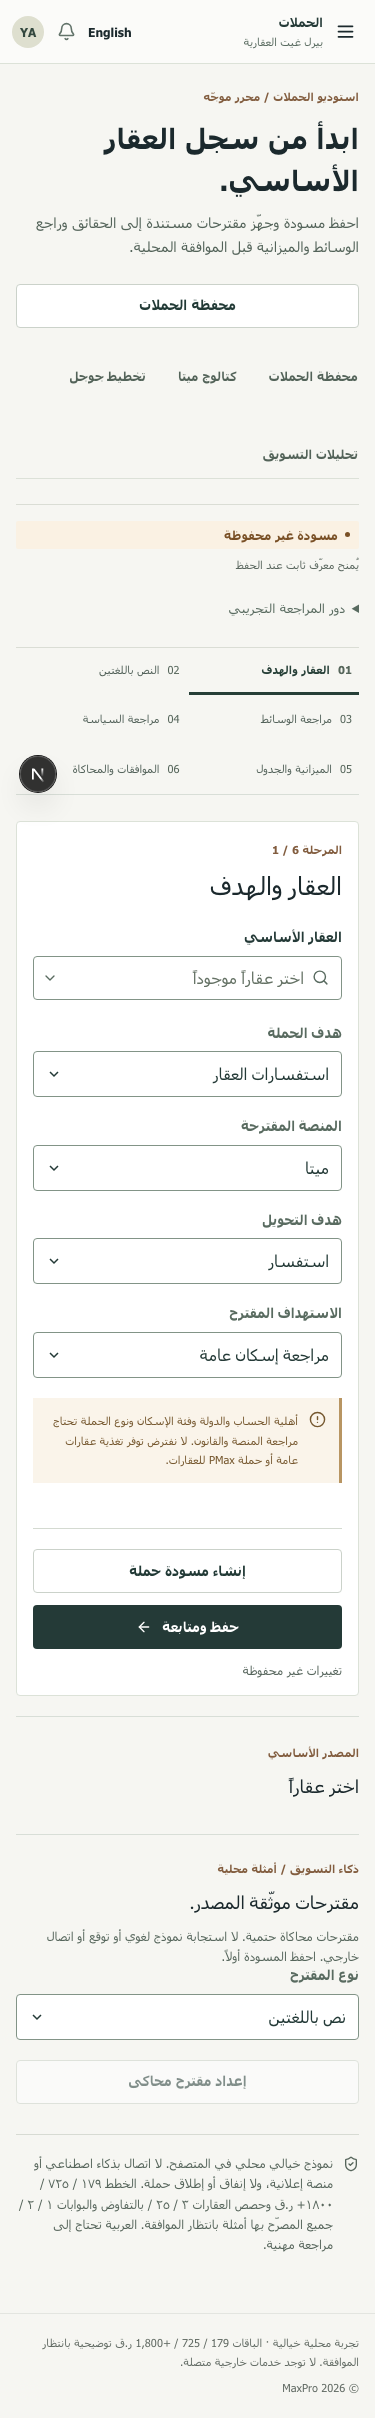 الحملات
بيرل غيت العقارية
English
YA
استوديو الحملات / محرر موجّه
ابدأ من سجل العقار
الأساسي.
احفظ مسودة وجهّز مقترحات مستندة إلى الحقائق وراجع
الوسائط والميزانية قبل الموافقة المحلية.
محفظة الحملات
محفظة الحملات
كتالوج ميتا
تخطيط جوجل
تحليلات التسويق
• مسودة غير محفوظة
يُمنح معرّف ثابت عند الحفظ
◀ دور المراجعة التجريبي
01 العقار والهدف
02 النص باللغتين
03 مراجعة الوسائط
04 مراجعة السياسة
05 الميزانية والجدول
06 الموافقات والمحاكاة
N
المرحلة 6 / 1
العقار والهدف
العقار الأساسي
اختر عقاراً موجوداً
هدف الحملة
استفسارات العقار
المنصة المقترحة
ميتا
هدف التحويل
استفسار
الاستهداف المقترح
مراجعة إسكان عامة
أهلية الحساب والدولة وفئة الإسكان ونوع الحملة تحتاج
مراجعة المنصة والقانون. لا نفترض توفر تغذية عقارات
عامة أو حملة PMax للعقارات.
إنشاء مسودة حملة
حفظ ومتابعة ←
تغييرات غير محفوظة
المصدر الأساسي
اختر عقاراً
ذكاء التسويق / أمثلة محلية
مقترحات موثّقة المصدر.
مقترحات محاكاة حتمية. لا استجابة نموذج لغوي أو توقع أو اتصال
خارجي. احفظ المسودة أولاً.
نوع المقترح
نص باللغتين
إعداد مقترح محاكى
نموذج خيالي محلي في المتصفح. لا اتصال بذكاء اصطناعي أو
منصة إعلانية، ولا إنفاق أو إطلاق حملة. الخطط ١٧٩ / ٧٢٥ /
١٨٠٠+ ر.ق وحصص العقارات ٣ / ٢٥ / بالتفاوض والبوابات ١ / ٢ /
جميع المصرّح بها أمثلة بانتظار الموافقة. العربية تحتاج إلى
مراجعة مهنية.
تجربة محلية خيالية · الباقات 179 / 725 / +1,800 ر.ق توضيحية بانتظار
الموافقة. لا توجد خدمات خارجية متصلة.
© 2026 MaxPro